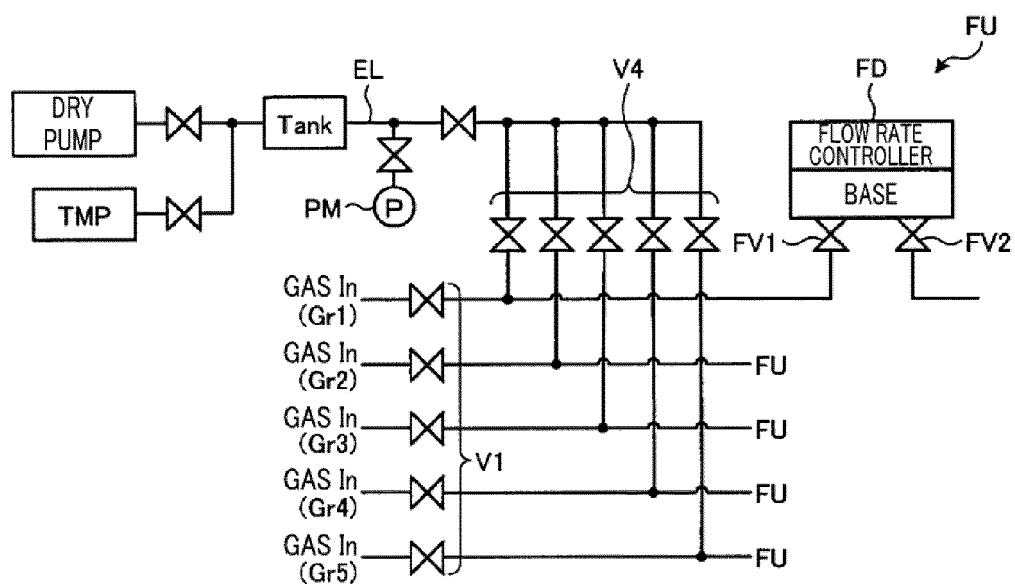 FU
EL
V4
FD
DRY
PUMP
Tank
FLOW RATE
CONTROLLER
BASE
TMP
PM
P
FV1
FV2
GAS In
(Gr1)
GAS In
(Gr2)
FU
GAS In
(Gr3)
FU
V1
GAS In
(Gr4)
FU
GAS In
(Gr5)
FU